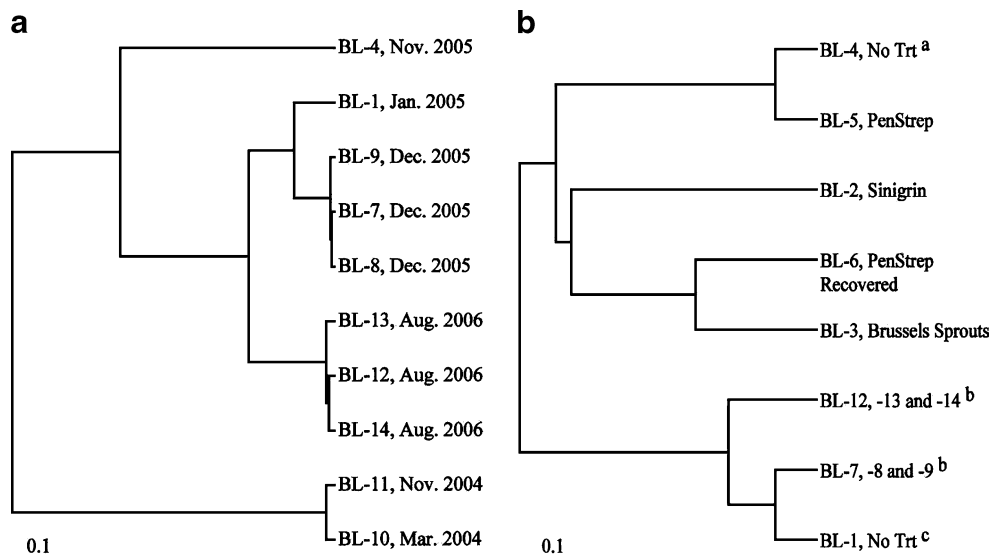 a
BL-4, Nov. 2005
BL-1, Jan. 2005
BL-9, Dec. 2005
BL-7, Dec. 2005
BL-8, Dec. 2005
BL-13, Aug. 2006
BL-12, Aug. 2006
BL-14, Aug. 2006
BL-11, Nov. 2004
BL-10, Mar. 2004
0.1
b
BL-4, No Trt a
BL-5, PenStrep
BL-2, Sinigrin
BL-6, PenStrep
Recovered
BL-3, Brussels Sprouts
BL-12, -13 and -14 b
BL-7, -8 and -9 b
BL-1, No Trt c
0.1